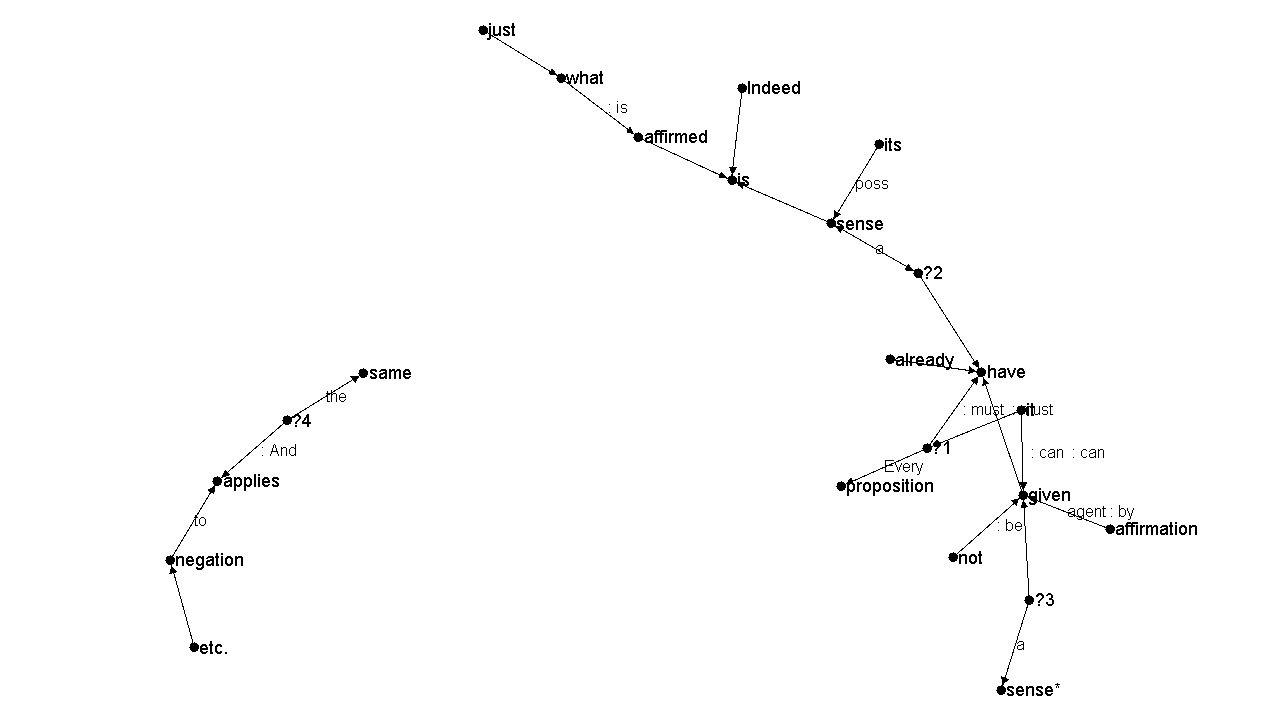 just
what
: is
Indeed
affirmed
its
is
poss
sense
a
?2
already
have
same
the
: must
it
: must
?4
?1
: And
: can : can
Every
applies
proposition
given
agent : by
to
: be
affirmation
negation
not
?3
etc.
a
sense*